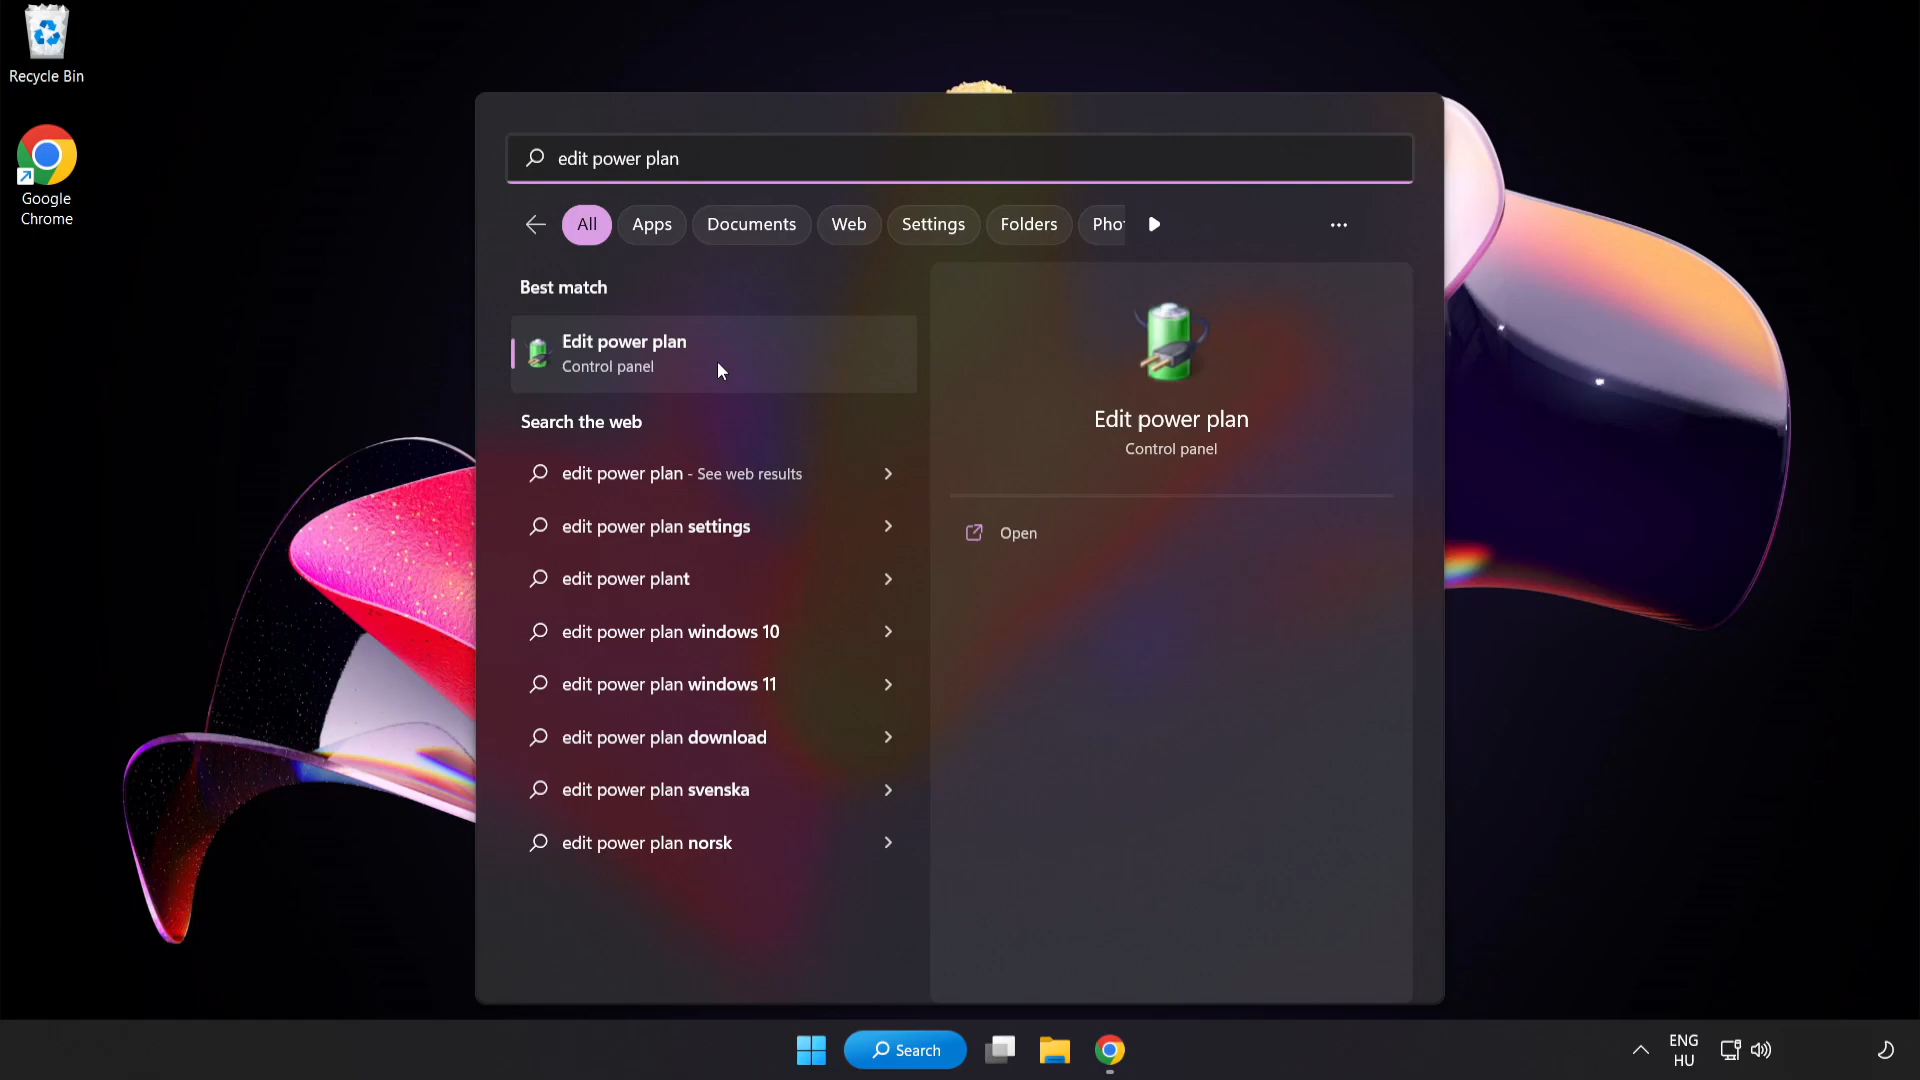 Recycle Bin
Google
Chrome
edit power plan
All
Apps
Documents
Web
Settings
Folders
Pho
Best match
Edit power plan
Control panel
Search the web
edit power plan - See web results
edit power plan settings
edit power plant
edit power plan windows 10
edit power plan windows 11
edit power plan download
edit power plan svenska
edit power plan norsk
Edit power plan
Control panel
Open
Search
ENG
HU